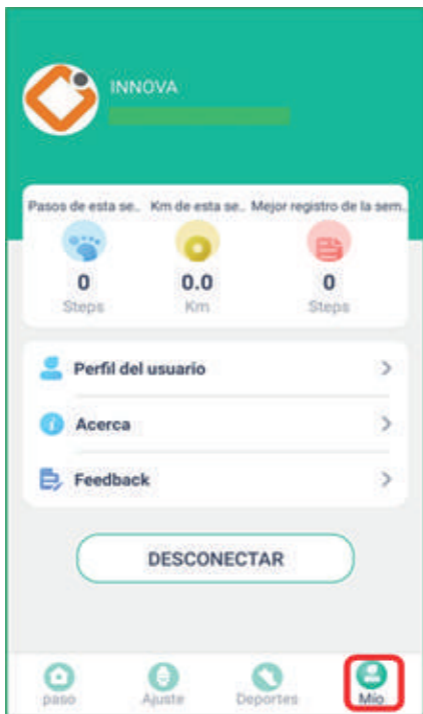 INNOVA
Pasos de esta se.. Km de esta se.. Mejor registro de la sem..
0 0.0 0
Steps Km Steps
Perfil del usuario
Acerca
Feedback
DESCONECTAR
paso Ajuste Deportes Mío